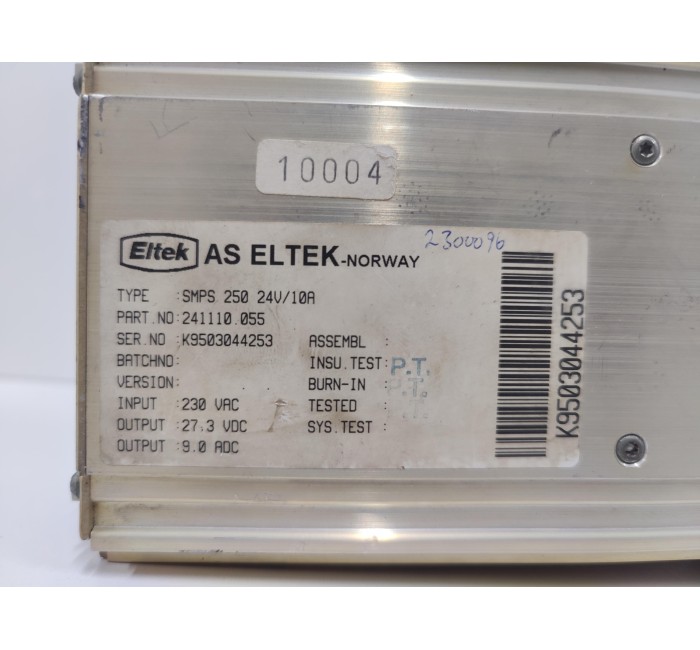 10004
Eltek AS ELTEK-NORWAY 2300096
TYPE :SMPS 250 24V/10A
PART.NO:241110.055
SER.NO :K9503044253 ASSEMBL :
BATCHNO: INSU.TEST: P.T.
VERSION: BURN-IN : P.T.
INPUT :230 VAC TESTED :
OUTPUT :27.3 VDC SYS.TEST :
OUTPUT :9.0 ADC
K9503044253